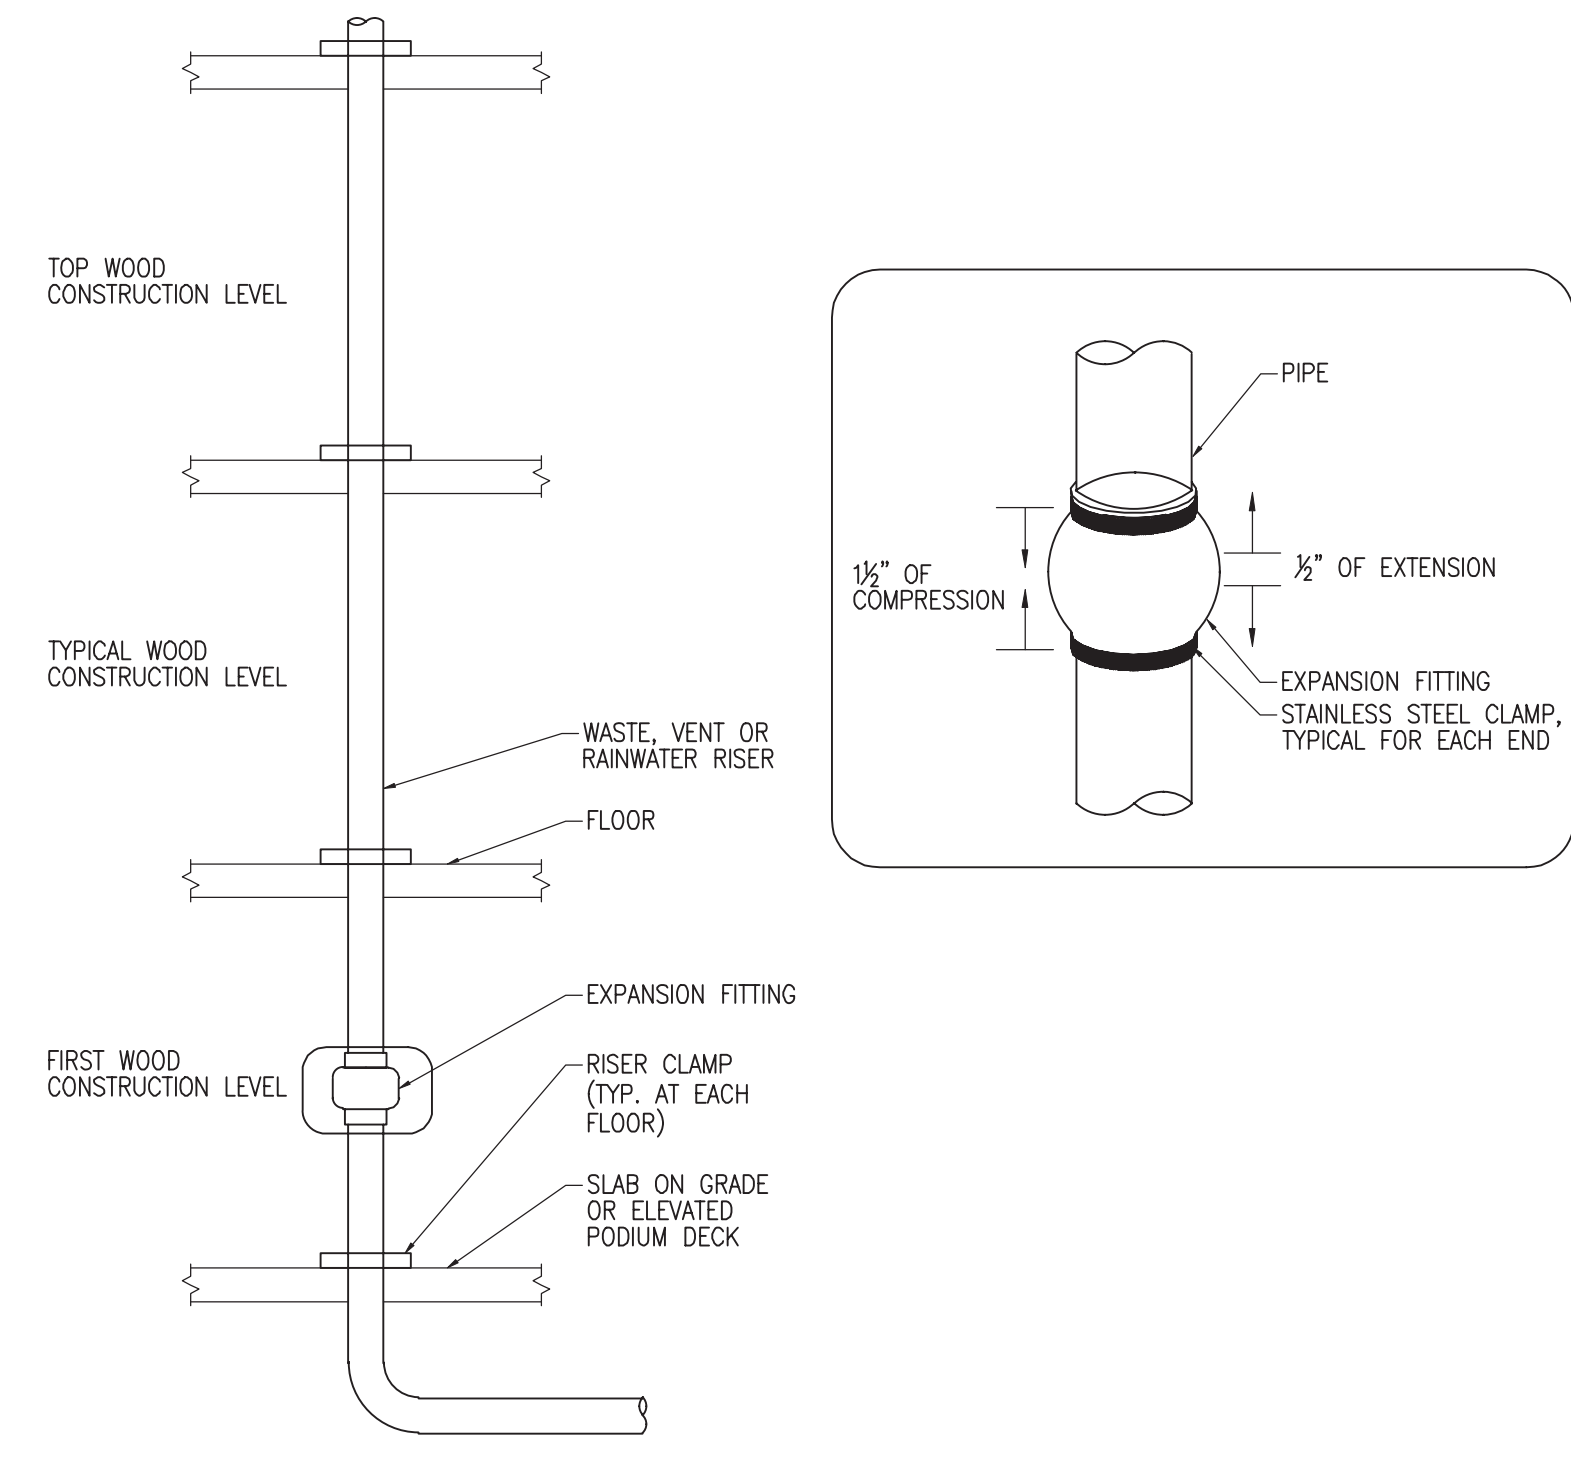 TOP WOOD
CONSTRUCTION LEVEL
PIPE
1½” OF
COMPRESSION
½” OF EXTENSION
TYPICAL WOOD
CONSTRUCTION LEVEL
EXPANSION FITTING
STAINLESS STEEL CLAMP,
TYPICAL FOR EACH END
WASTE, VENT OR
RAINWATER RISER
FLOOR
EXPANSION FITTING
FIRST WOOD
CONSTRUCTION LEVEL
RISER CLAMP
(TYP. AT EACH
FLOOR)
SLAB ON GRADE
OR ELEVATED
PODIUM DECK